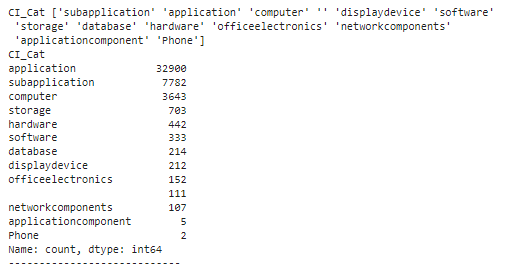 CI_Cat ['subapplication' 'application' 'computer' '' 'displaydevice' 'software'
 'storage' 'database' 'hardware' 'officeelectronics' 'networkcomponents'
 'applicationcomponent' 'Phone']
CI_Cat
application             32900
subapplication           7782
computer                 3643
storage                   703
hardware                  442
software                  333
database                  214
displaydevice             212
officeelectronics         152
                          111
networkcomponents         107
applicationcomponent        5
Phone                       2
Name: count, dtype: int64
----------------------------